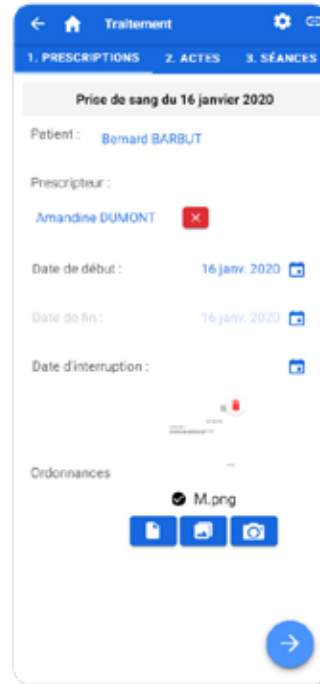 Traitement
1. PRESCRIPTIONS 2. ACTES 3. SÉANCES
Prise de sang du 16 janvier 2020
Patient : Bernard BARBUT
Prescripteur :
Amandine DUMONT
Date de début : 16 janv. 2020
Date de fin : 16 janv. 2020
Date d'interruption :
Ordonnances
M.png